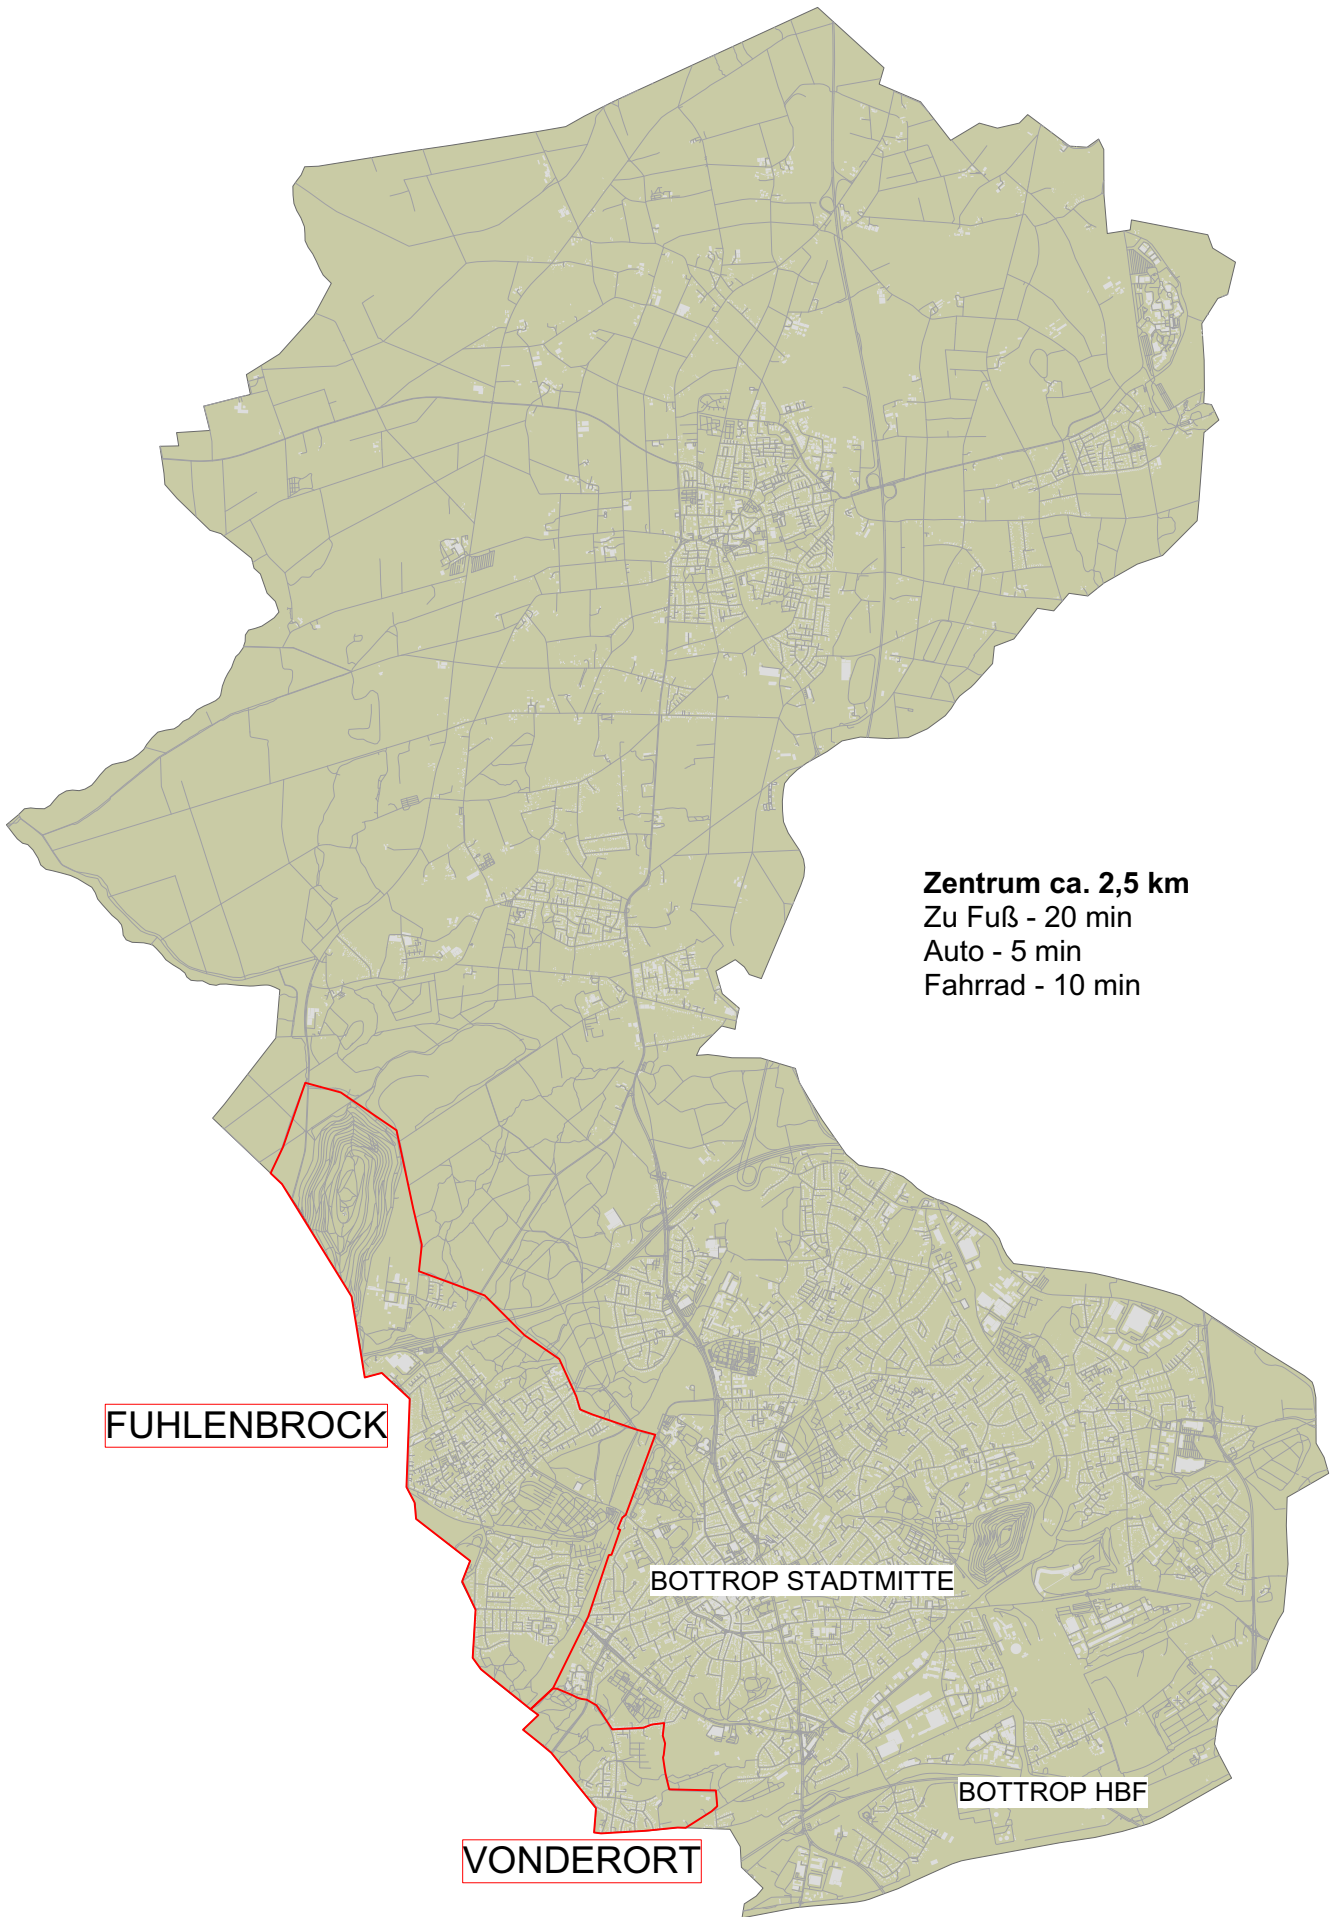 Zentrum ca. 2,5 km
Zu Fuß - 20 min
Auto - 5 min
Fahrrad - 10 min
FUHLENBROCK
BOTTROP STADTMITTE
BOTTROP HBF
VONDERORT